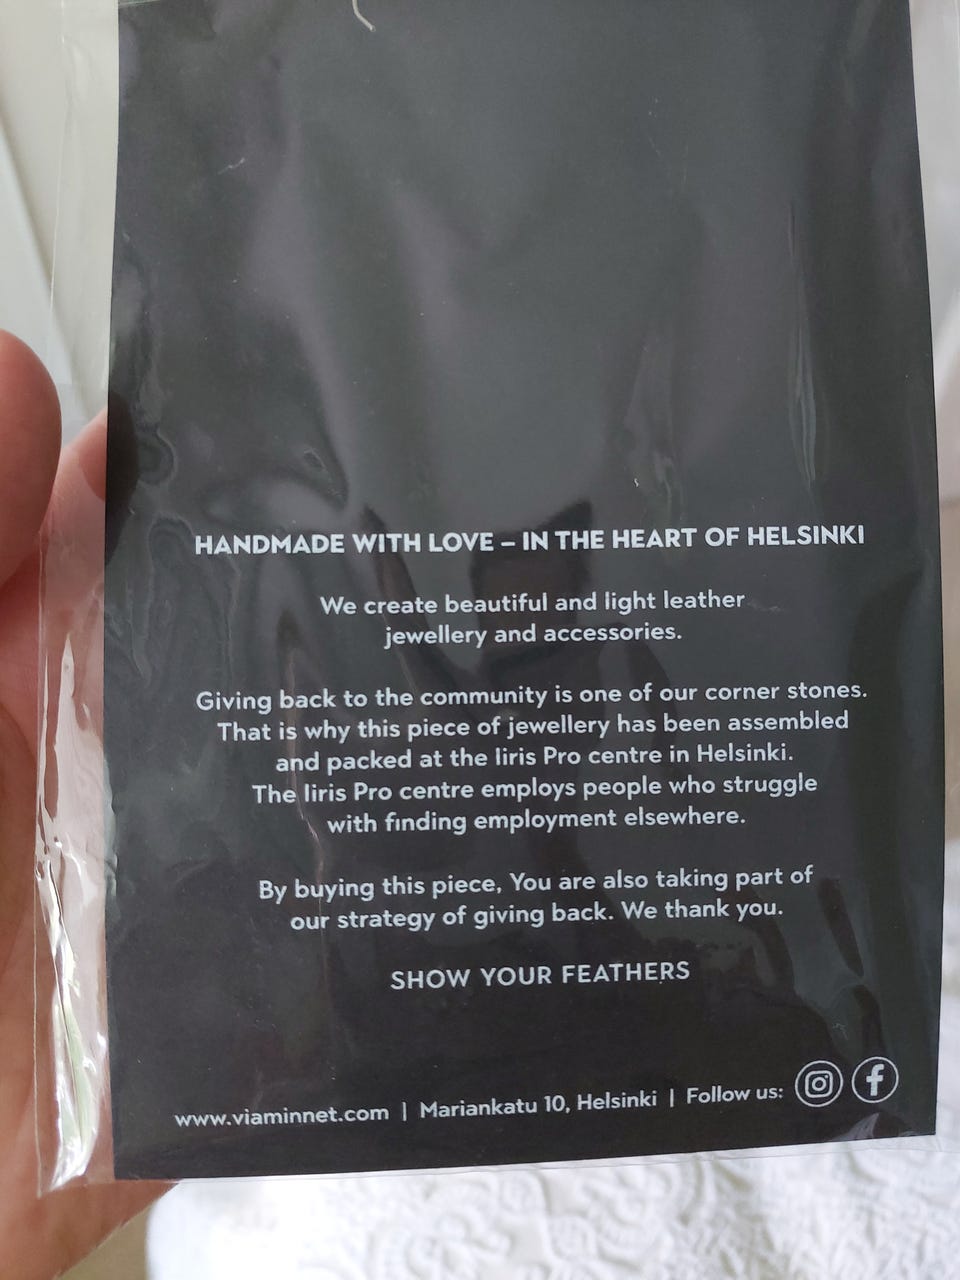 HANDMADE WITH LOVE – IN THE HEART OF HELSINKI
We create beautiful and light leather
jewellery and accessories.
Giving back to the community is one of our corner stones.
That is why this piece of jewellery has been assembled
and packed at the Iiris Pro centre in Helsinki.
The Iiris Pro centre employs people who struggle
with finding employment elsewhere.
By buying this piece, You are also taking part of
our strategy of giving back. We thank you.
SHOW YOUR FEATHERS
www.viaminnet.com | Mariankatu 10, Helsinki | Follow us: